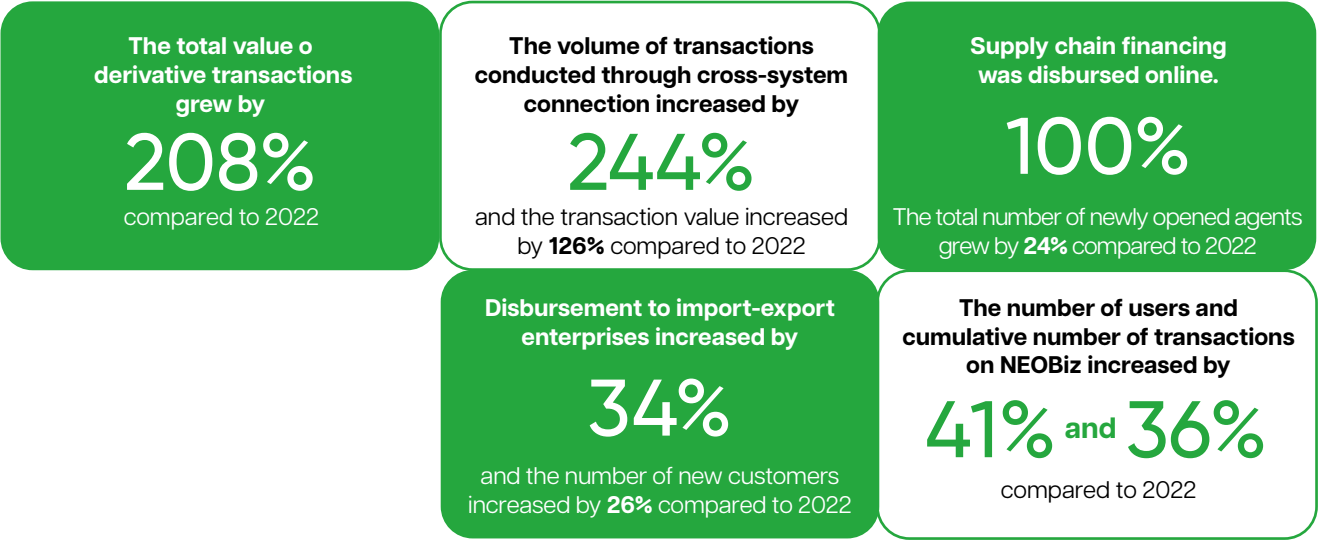 The total value o
derivative transactions
grew by
208%
compared to 2022
The volume of transactions
conducted through cross-system
connection increased by
244%
and the transaction value increased
by 126% compared to 2022
Supply chain financing
was disbursed online.
100%
The total number of newly opened agents
grew by 24% compared to 2022
Disbursement to import-export
enterprises increased by
34%
and the number of new customers
increased by 26% compared to 2022
The number of users and
cumulative number of transactions
on NEOBiz increased by
41% and 36%
compared to 2022